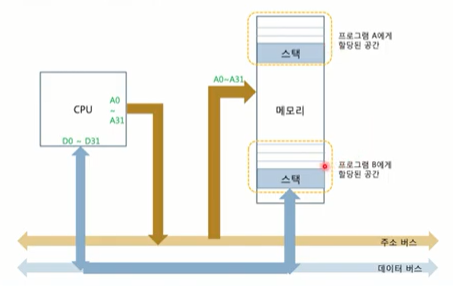 프로그램 A에게
할당된 공간
스택
A0~A31
CPU
A0
~
A31
D0 ~ D31
메모리
프로그램 B에게
할당된 공간
스택
주소 버스
데이터 버스